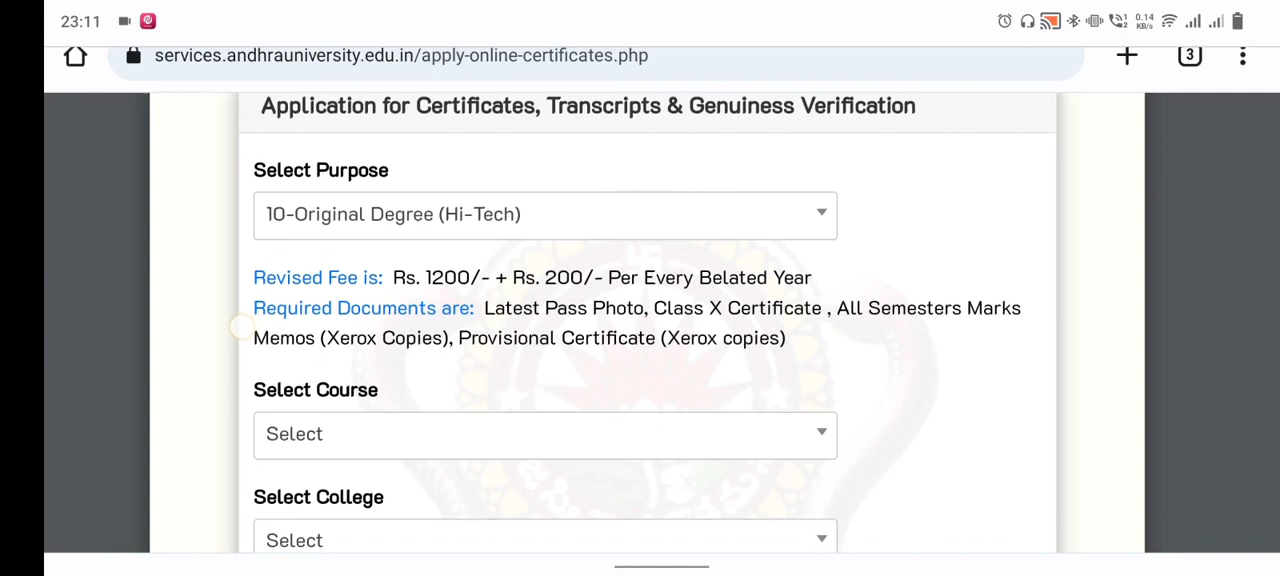 23:11
0.14
KB/s
services.andhrauniversity.edu.in/apply-online-certificates.php
3
Application for Certificates, Transcripts & Genuiness Verification
Select Purpose
10-Original Degree (Hi-Tech)
Revised Fee is: Rs. 1200/- + Rs. 200/- Per Every Belated Year
Required Documents are: Latest Pass Photo, Class X Certificate , All Semesters Marks
Memos (Xerox Copies), Provisional Certificate (Xerox copies)
Select Course
Select
Select College
Select